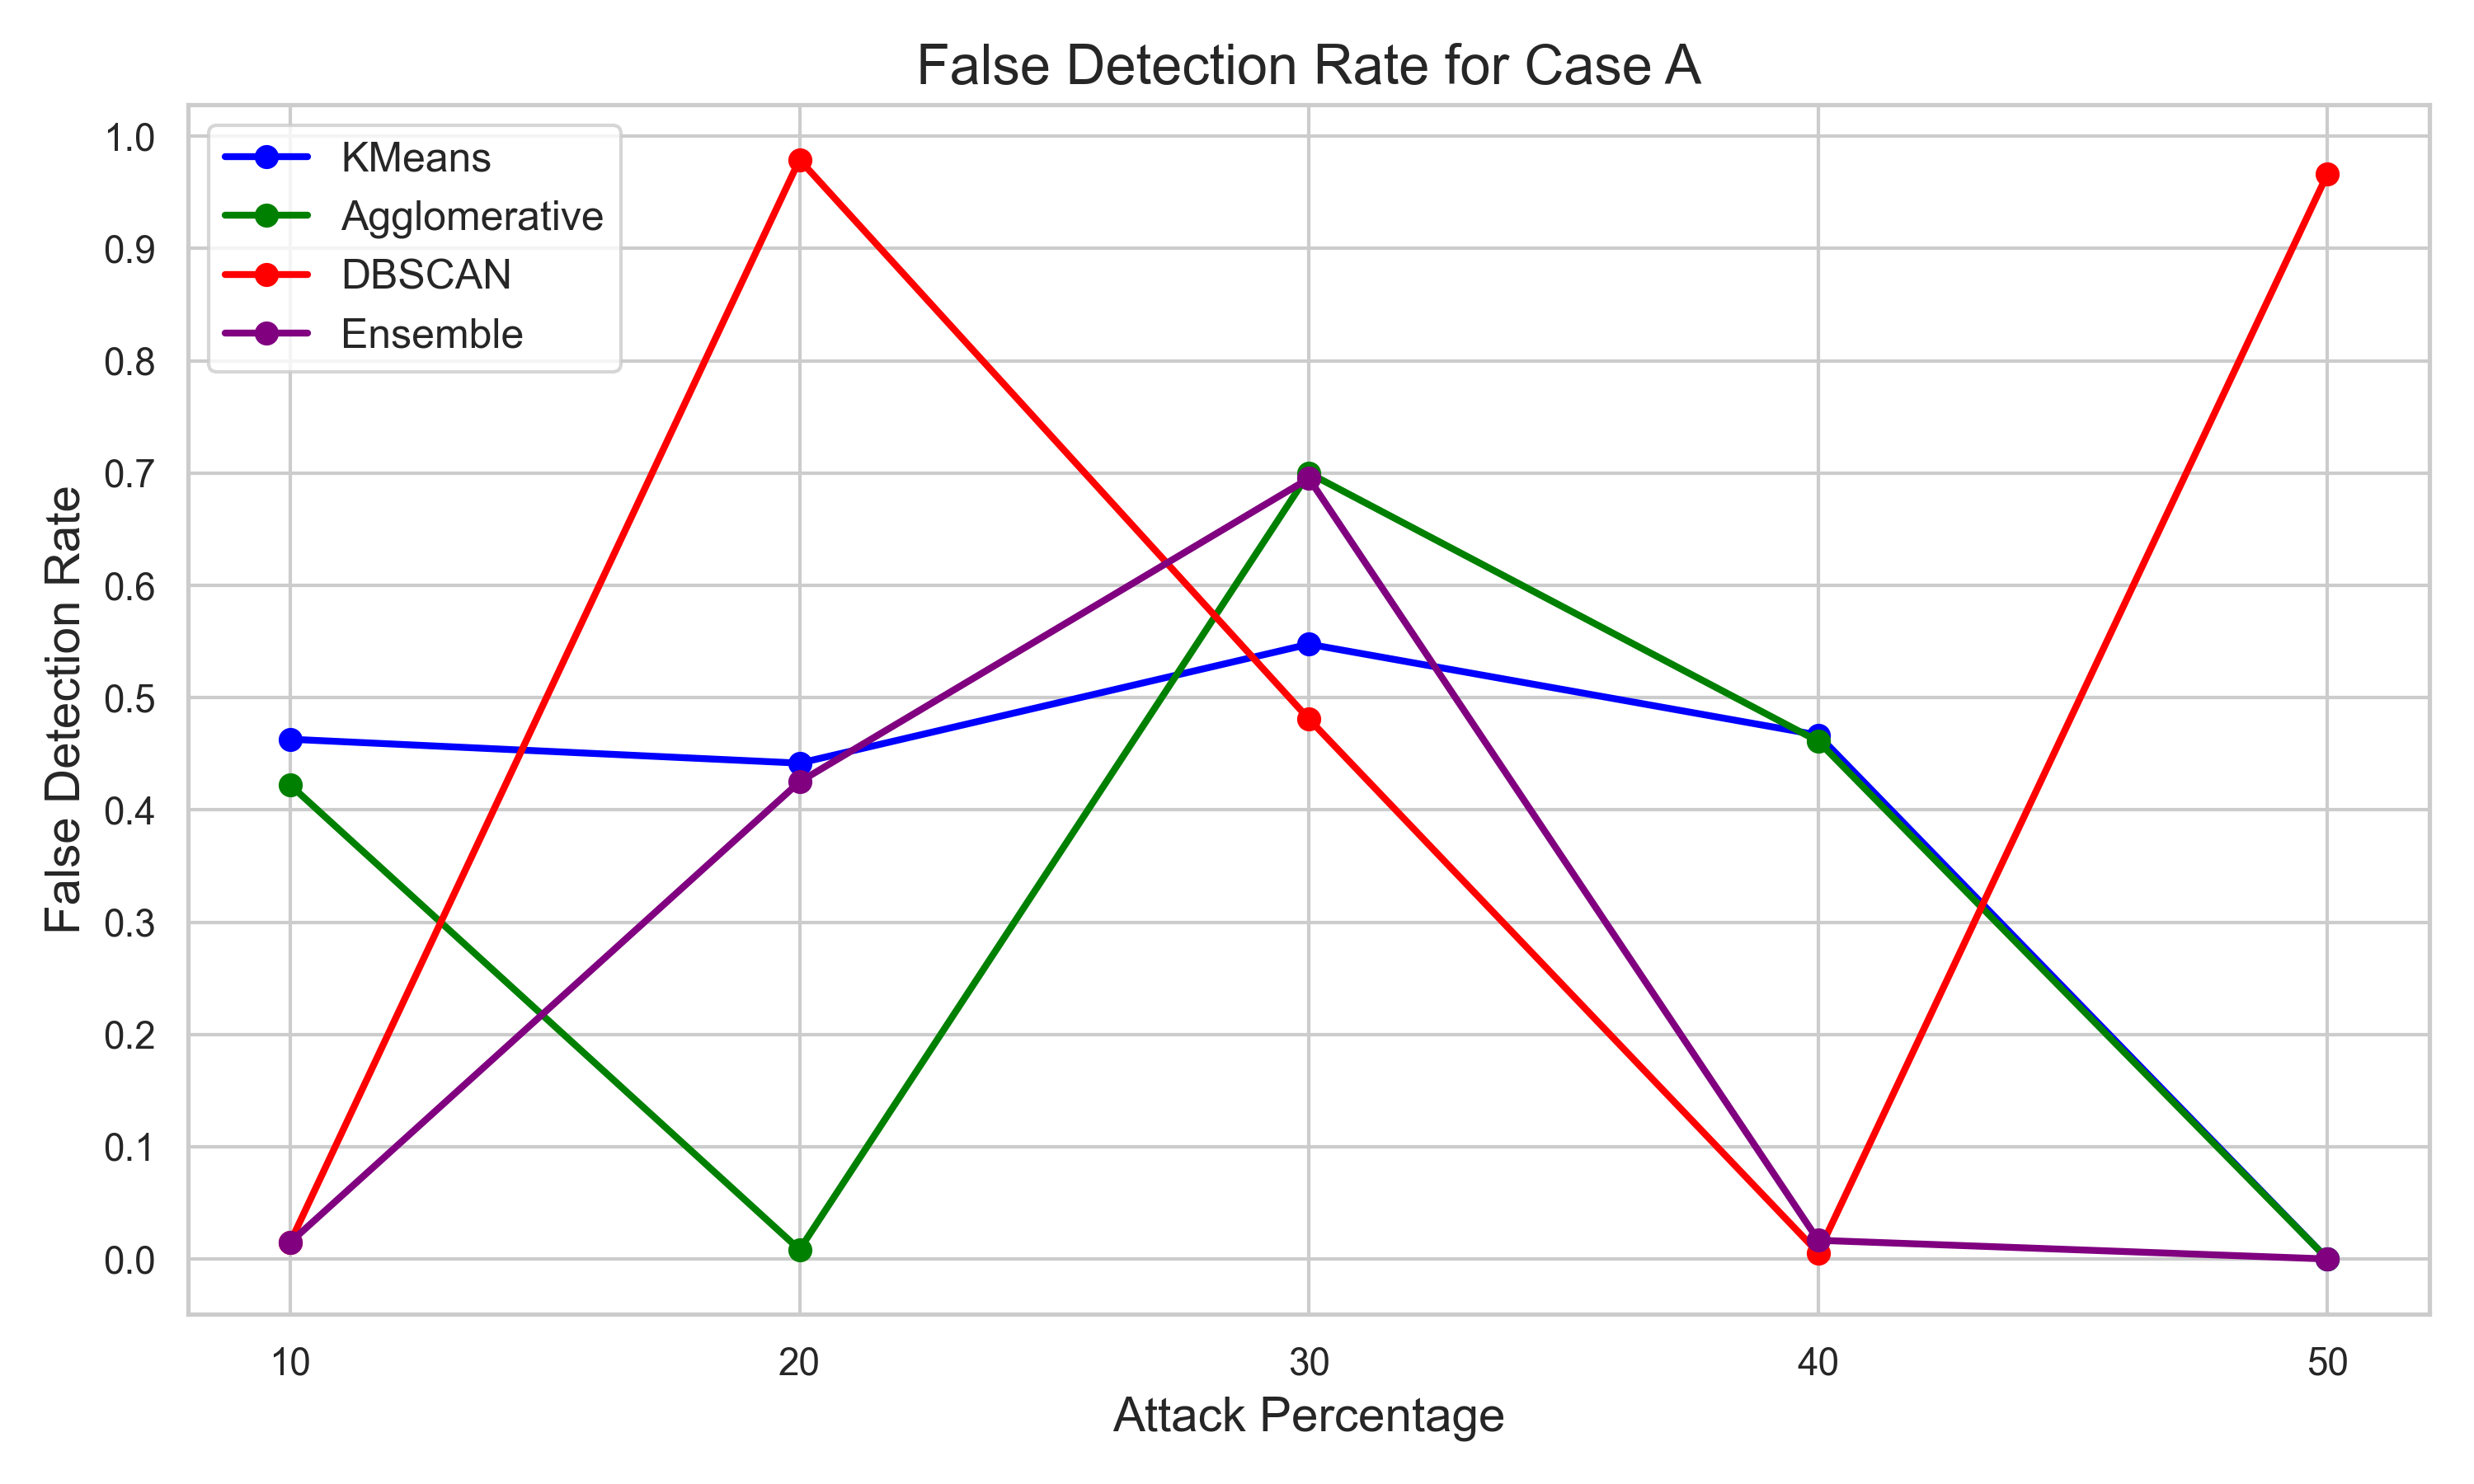 False Detection Rate for Case A
KMeans
Agglomerative
DBSCAN
Ensemble
False Detection Rate
1.0
0.9
0.8
0.7
0.6
0.5
0.4
0.3
0.2
0.1
0.0
10 20 30 40 50
Attack Percentage